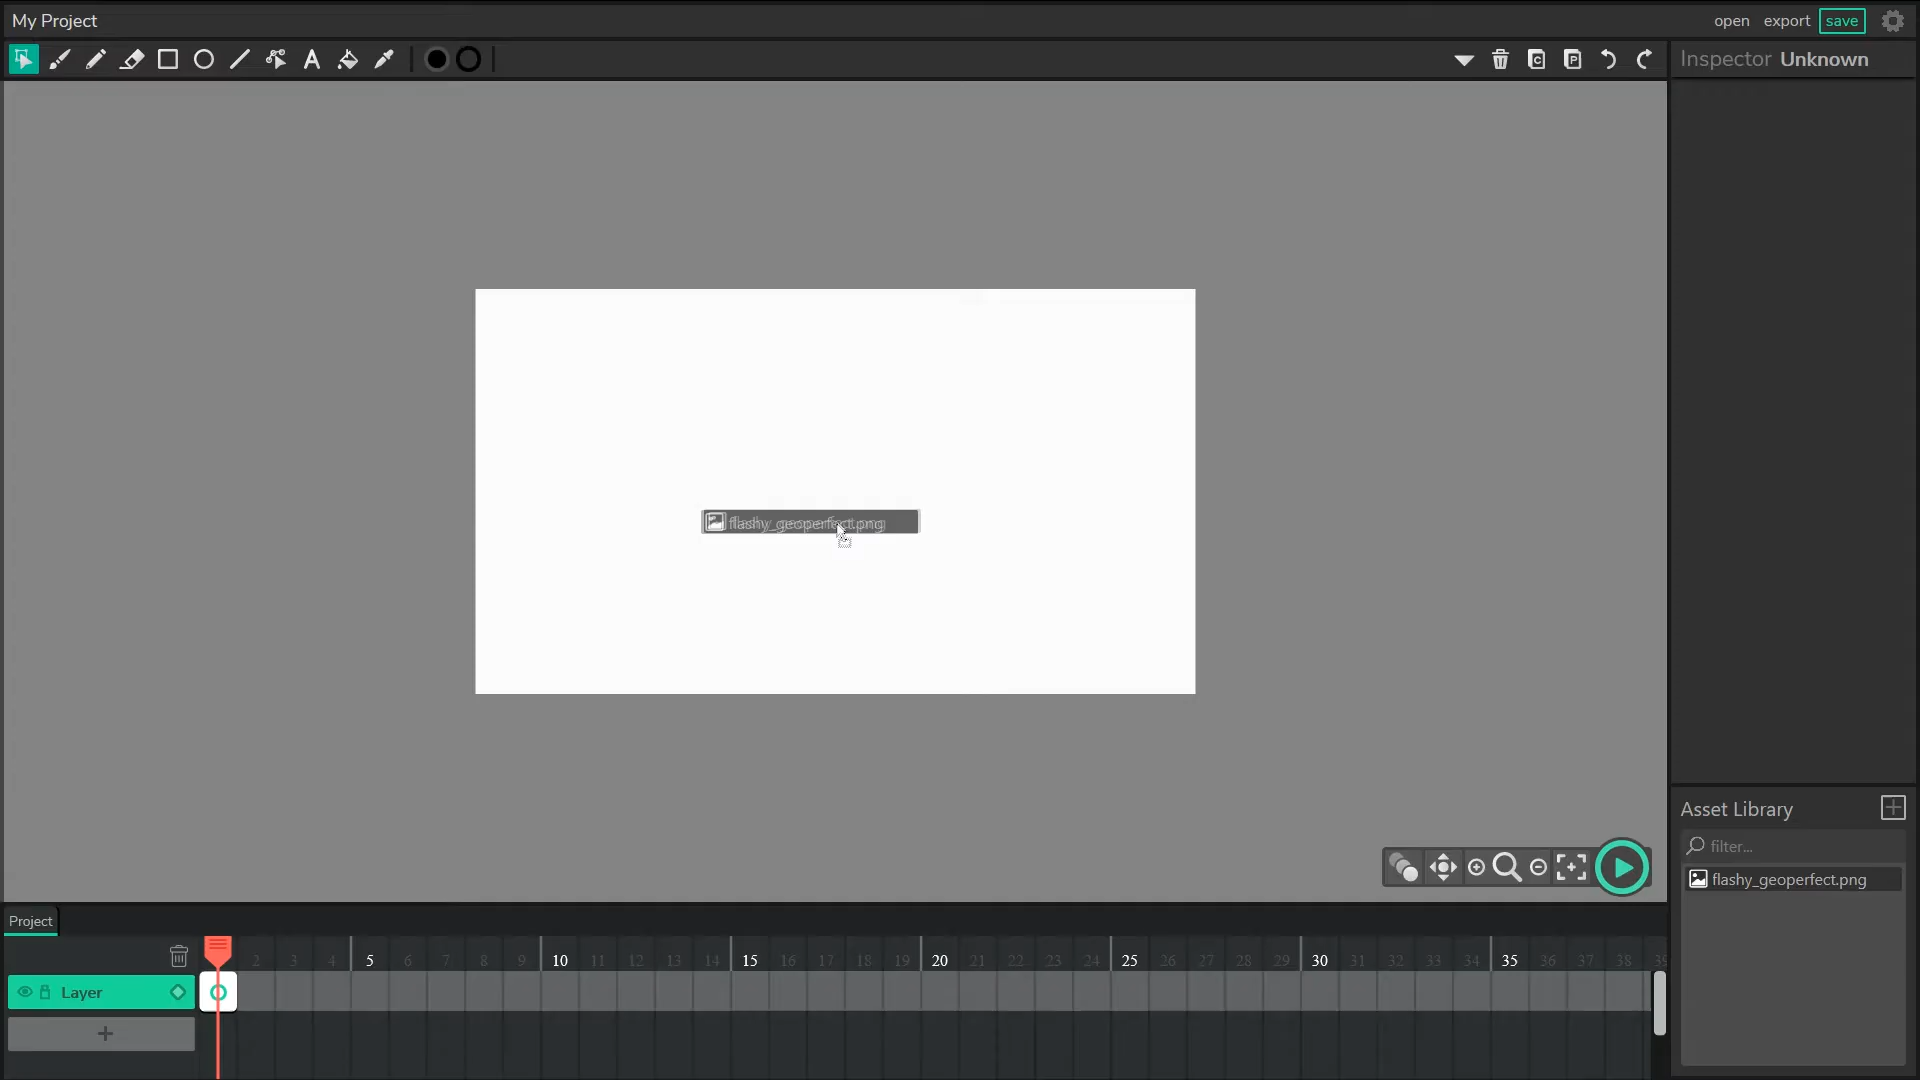 My Project
open export save
Inspector Unknown
flashy_geoperfect.png
Asset Library
filter...
flashy_geoperfect.png
Project
2 3 4 5 6 7 8 9 10 11 12 13 14 15 16 17 18 19 20 21 22 23 24 25 26 27 28 29 30 31 32 33 34 35 36 37 38 39
Layer